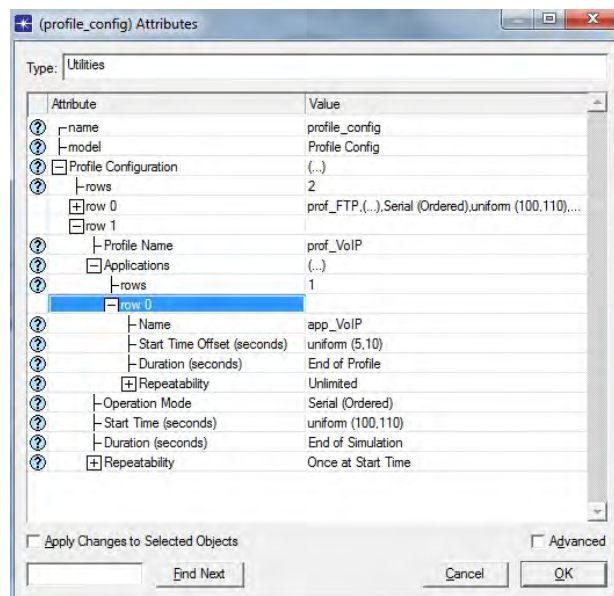 (profile_config) Attributes
Type: Utilities
Attribute Value
name profile_config
model Profile Config
Profile Configuration (...)
rows 2
row 0 prof_FTP,(...),Serial (Ordered),uniform (100,110),...
row 1
Profile Name prof_VoIP
Applications (...)
rows 1
row 0
Name app_VoIP
Start Time Offset (seconds) uniform (5,10)
Duration (seconds) End of Profile
Repeatability Unlimited
Operation Mode Serial (Ordered)
Start Time (seconds) uniform (100,110)
Duration (seconds) End of Simulation
Repeatability Once at Start Time
Apply Changes to Selected Objects Advanced
Find Next Cancel OK